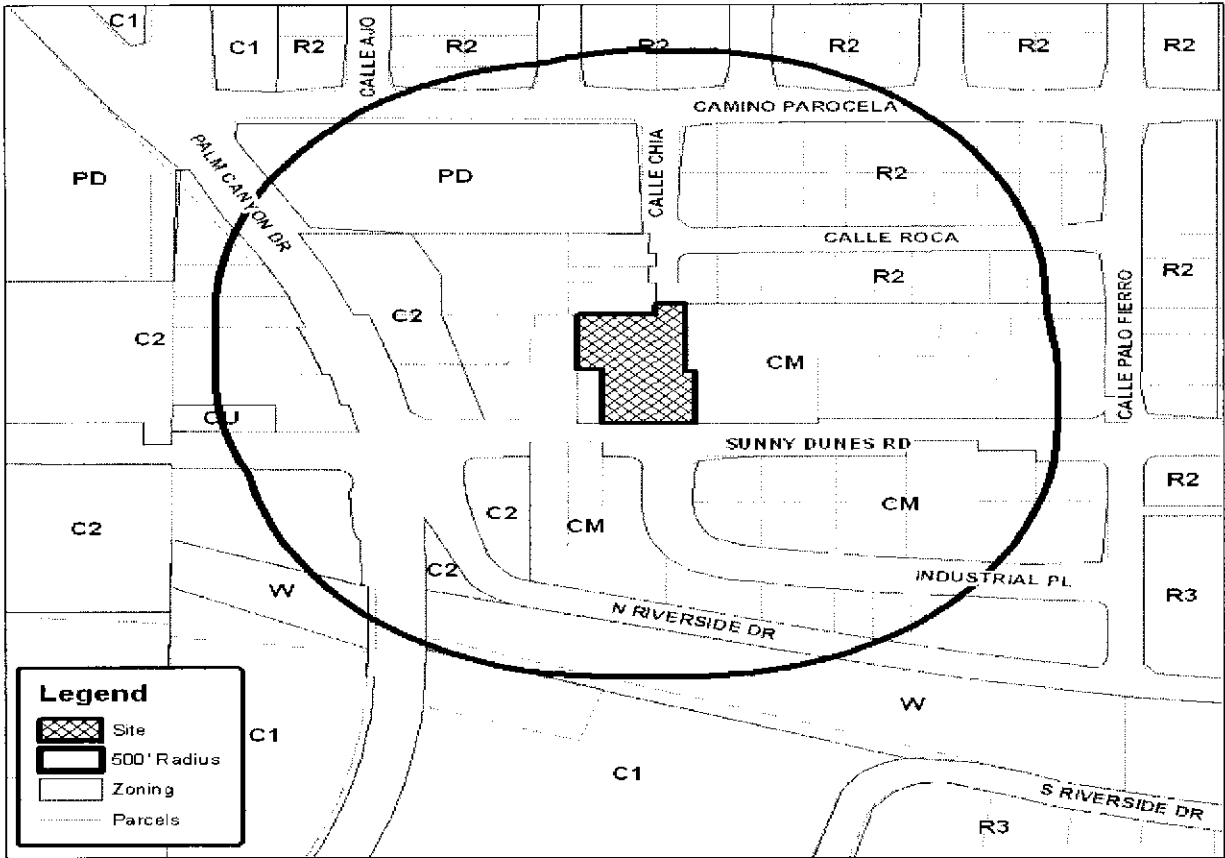 C1
C1
R2
CALLE AJO
R2
R2
R2
R2
R2
CAMINO PAROCELA
PALM CANYON DR
PD
PD
CALLE CHIA
R2
CALLE ROCA
R2
R2
C2
C2
CM
CALLE PALO FIERRO
CU
SUNNY DUNES RD
C2
C2
CM
CM
R2
C2
W
INDUSTRIAL PL
R3
N RIVERSIDE DR
W
C1
C1
S RIVERSIDE DR
R3
Legend
Site
500' Radius
Zoning
Parcels